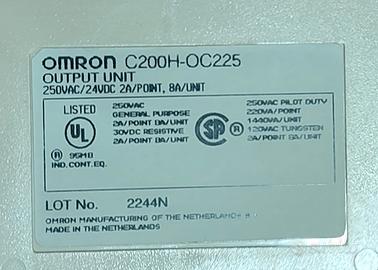 OMRON C200H-OC225
OUTPUT UNIT
250VAC/24VDC 2A/POINT, 8A/UNIT
LISTED
UL
®
95M8
IND.CONT.EQ.
250VAC
GENERAL PURPOSE
2A/POINT 8A/UNIT
30VDC RESISTIVE
2A/POINT 8A/UNIT
®
250VAC PILOT DUTY
220VA/POINT
1440VA/UNIT
120VAC TUNGSTEN
2A/POINT 8A/UNIT
LOT No. 2244N
OMRON MANUFACTURING OF THE NETHERLANDS
MADE IN THE NETHERLANDS